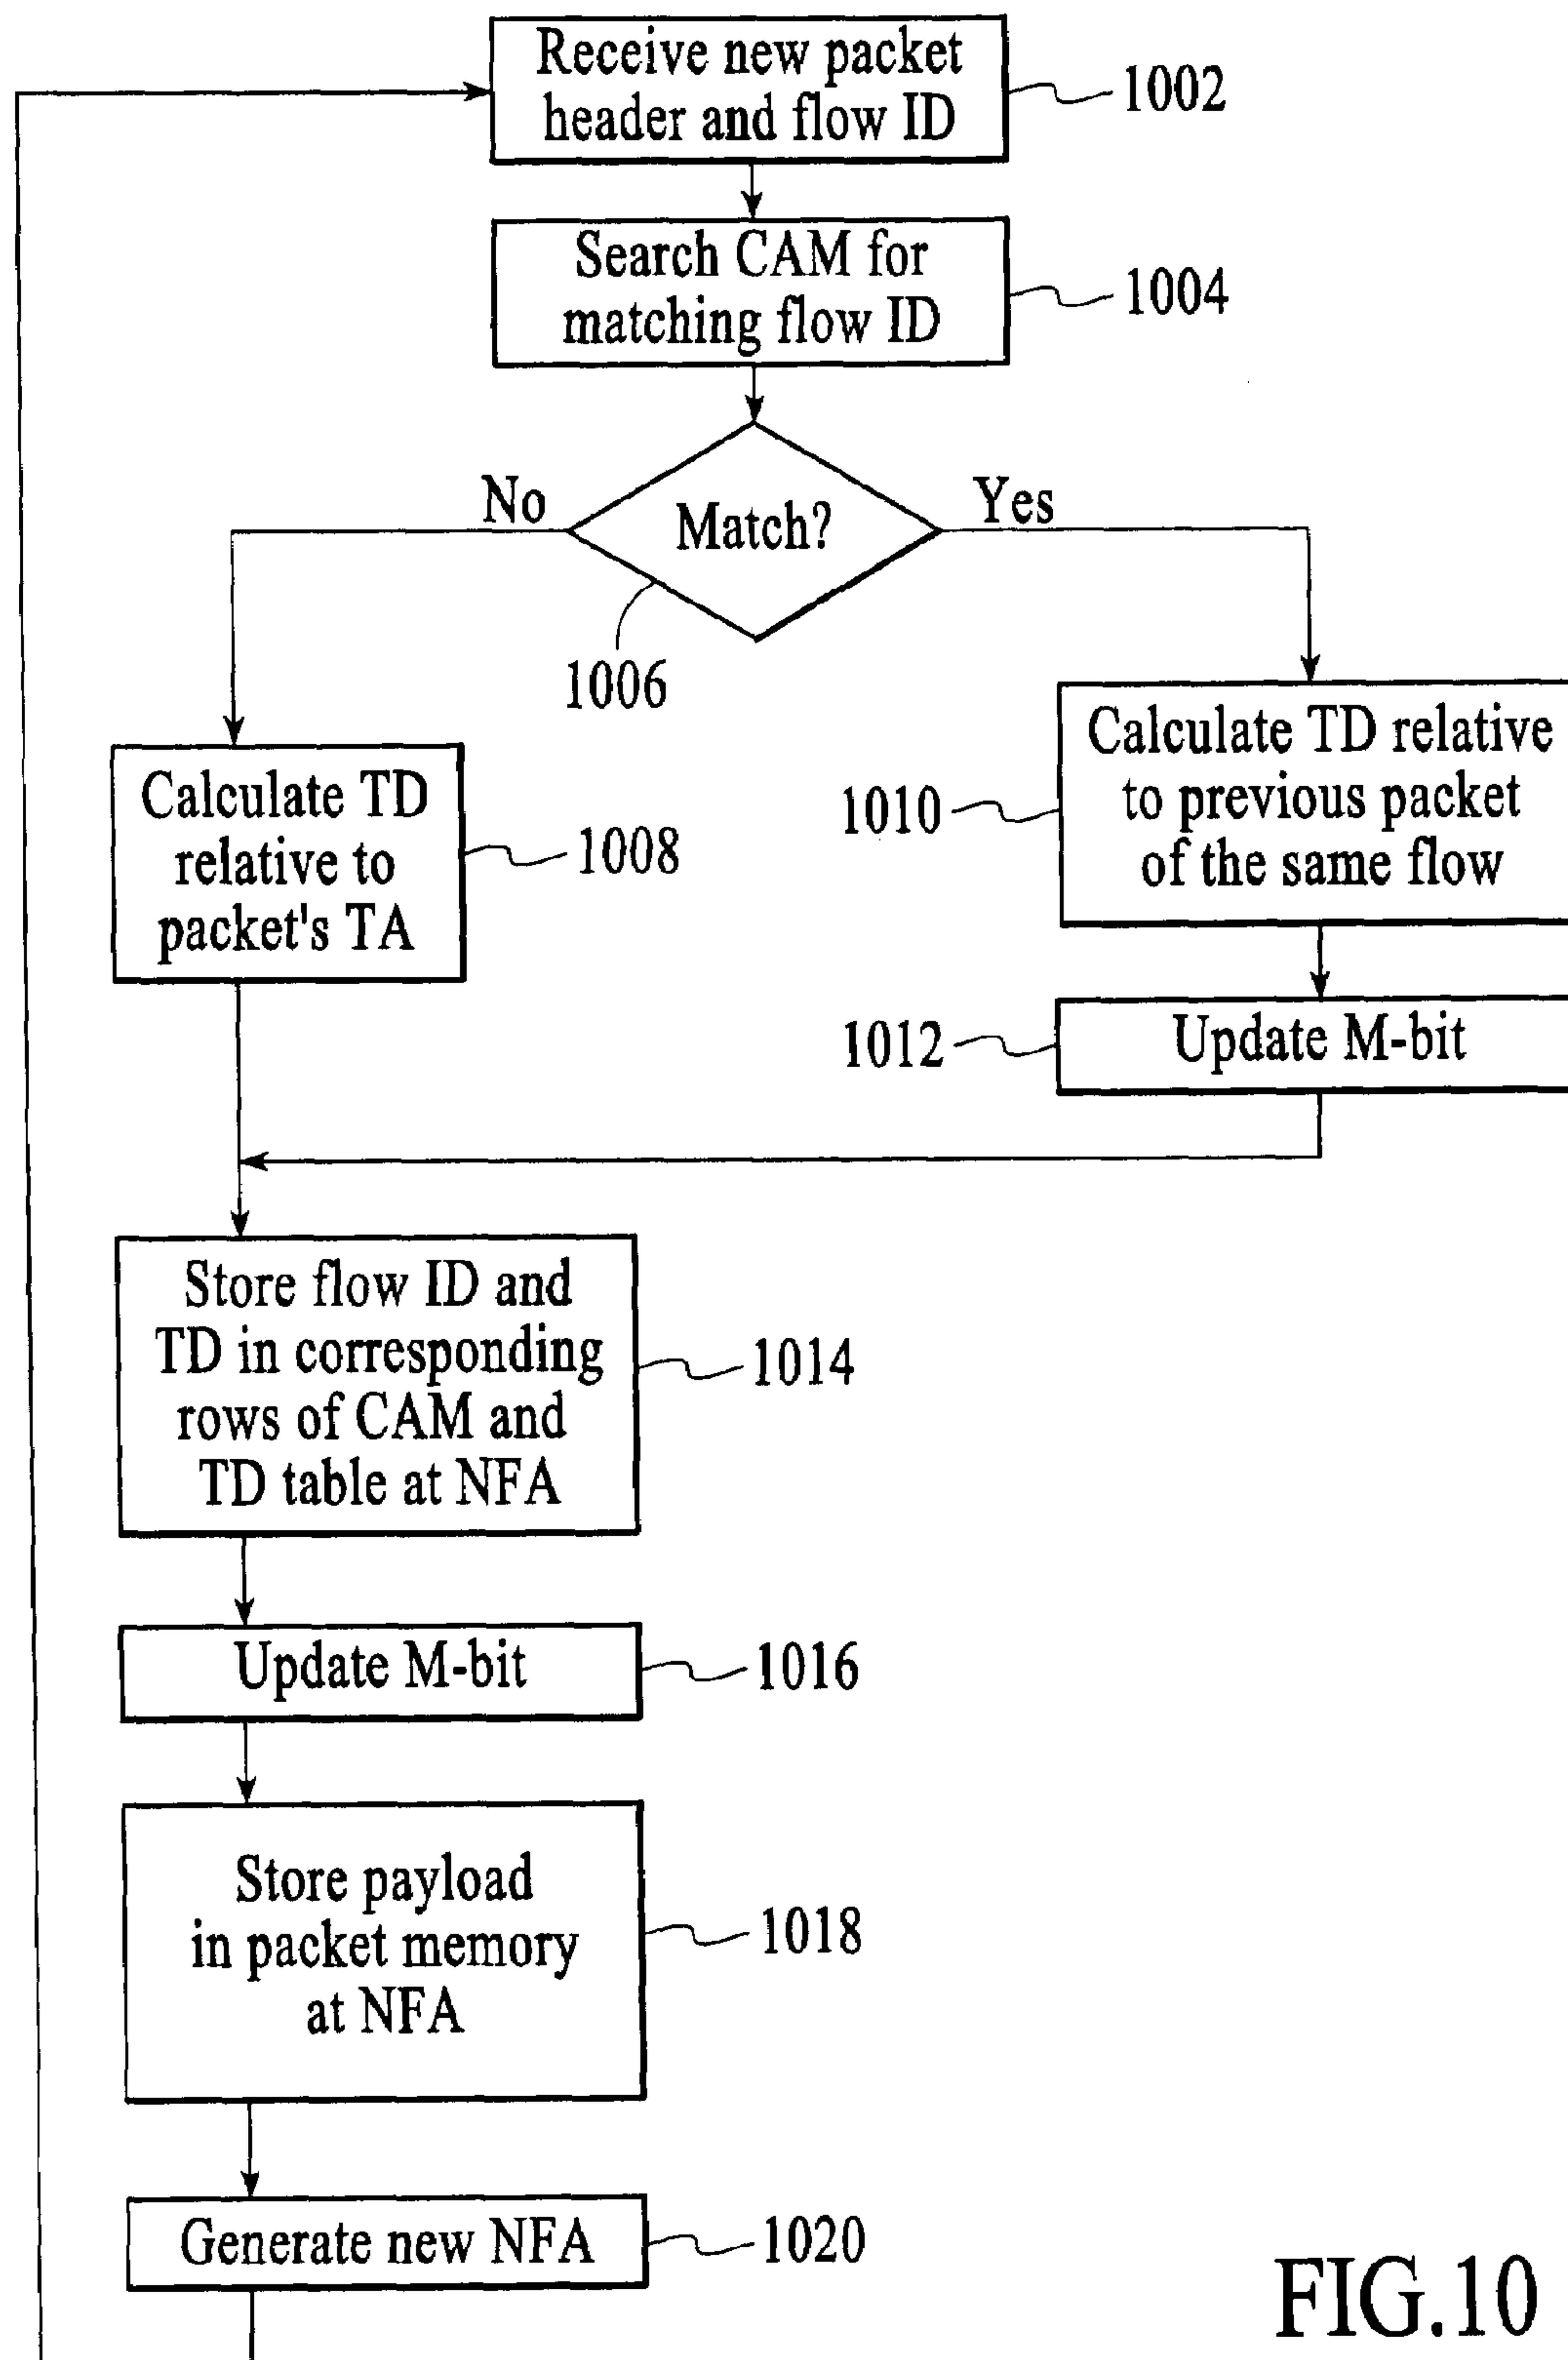 Receive new packet
header and flow ID
1002
Search CAM for
matching flow ID
1004
No
Match?
Yes
1006
Calculate TD
relative to
packet's TA
1008
Calculate TD relative
to previous packet
of the same flow
1010
Update M-bit
1012
Store flow ID and
TD in corresponding
rows of CAM and
TD table at NFA
1014
Update M-bit
1016
Store payload
in packet memory
at NFA
1018
Generate new NFA
1020
FIG.10